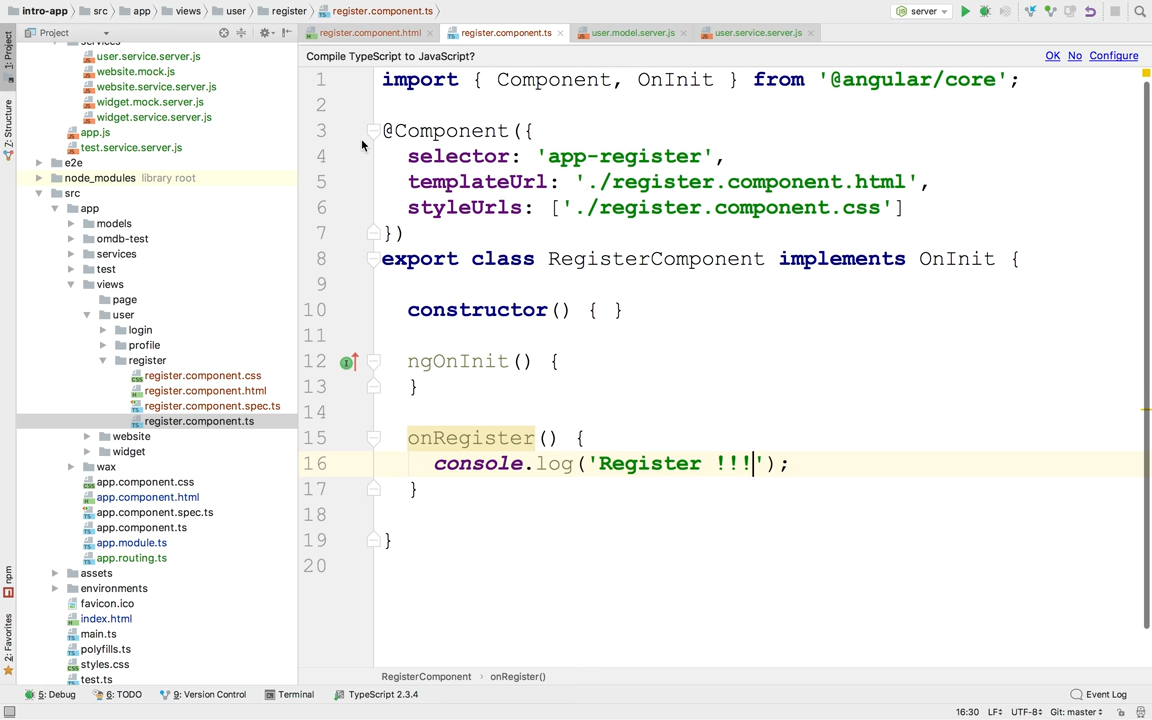 intro-app src app views user register register.component.ts server
Project register.component.html register.component.ts user.model.server.js user.service.server.js
Compile TypeScript to JavaScript? OK No Configure
1: Project
Z: Structure
npm
2: Favorites
services
user.service.server.js
website.mock.js
website.service.server.js
widget.mock.server.js
widget.service.server.js
app.js
test.service.server.js
e2e
node_modules library root
src
app
models
omdb-test
services
test
views
page
user
login
profile
register
register.component.css
register.component.html
register.component.spec.ts
register.component.ts
website
widget
wax
app.component.css
app.component.html
app.component.spec.ts
app.component.ts
app.module.ts
app.routing.ts
assets
environments
favicon.ico
index.html
main.ts
polyfills.ts
styles.css
test.ts
1 import { Component, OnInit } from '@angular/core';
2
3 @Component({
4 selector: 'app-register',
5 templateUrl: './register.component.html',
6 styleUrls: ['./register.component.css']
7 })
8 export class RegisterComponent implements OnInit {
9
10 constructor() { }
11
12 ngOnInit() {
13 }
14
15 onRegister() {
16 console.log('Register !!!');
17 }
18
19 }
20
RegisterComponent › onRegister()
5: Debug 6: TODO 9: Version Control Terminal TypeScript 2.3.4 Event Log
16:30 LF÷ UTF-8÷ Git: master÷